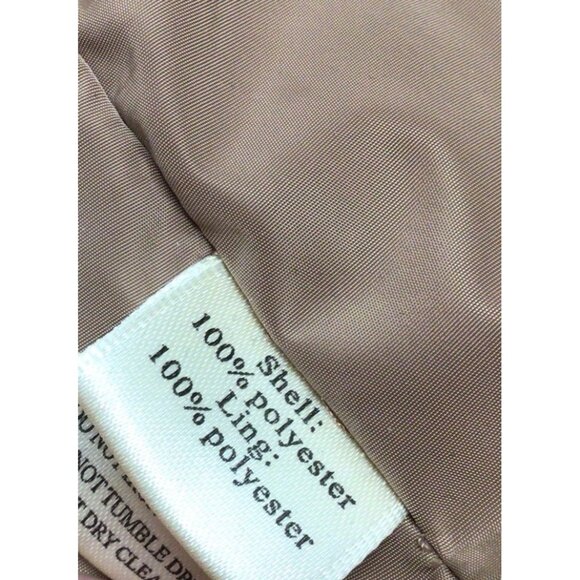 Shell:
100% polyester
Ling:
100% polyester
NOT TUMBLE DR
DRY CLEA